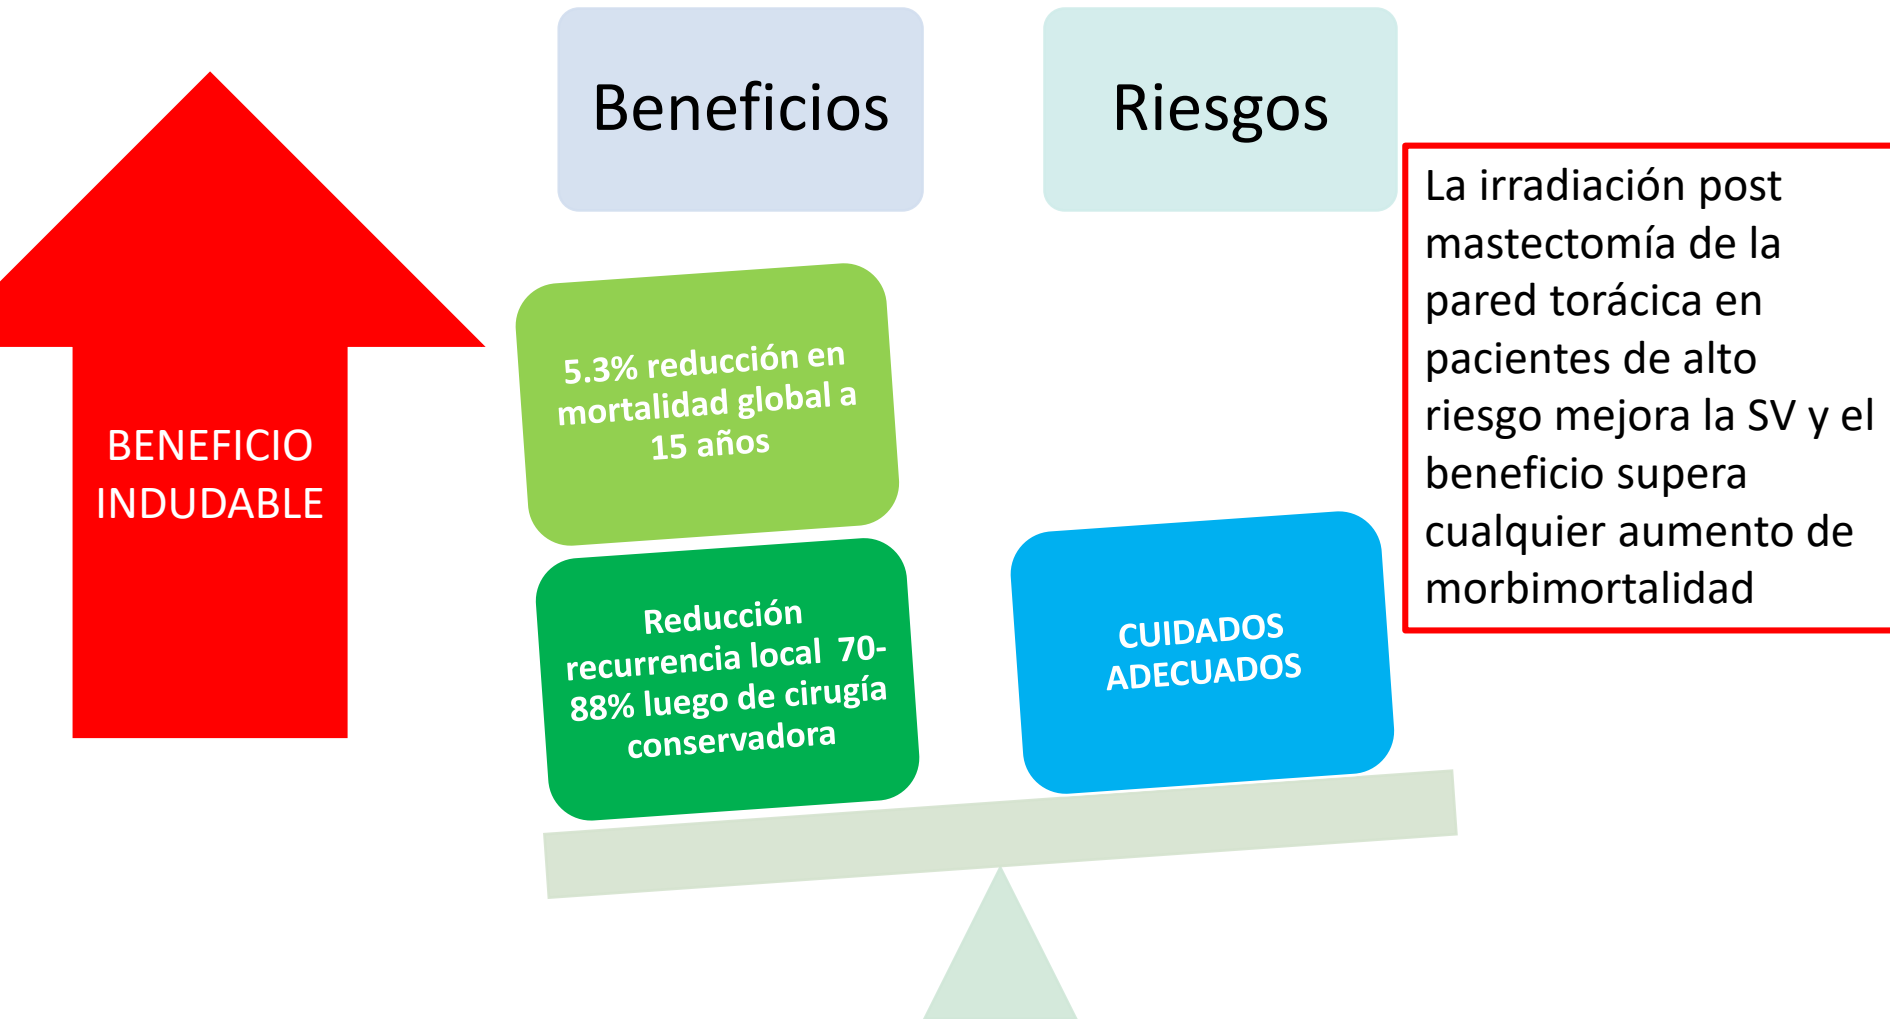 Beneficios
Riesgos
BENEFICIO
INDUDABLE
5.3% reducción en
mortalidad global a
15 años
Reducción
recurrencia local  70-
88% luego de cirugía
conservadora
CUIDADOS
ADECUADOS
La irradiación post
mastectomía de la
pared torácica en
pacientes de alto
riesgo mejora la SV y el
beneficio supera
cualquier aumento de
morbimortalidad